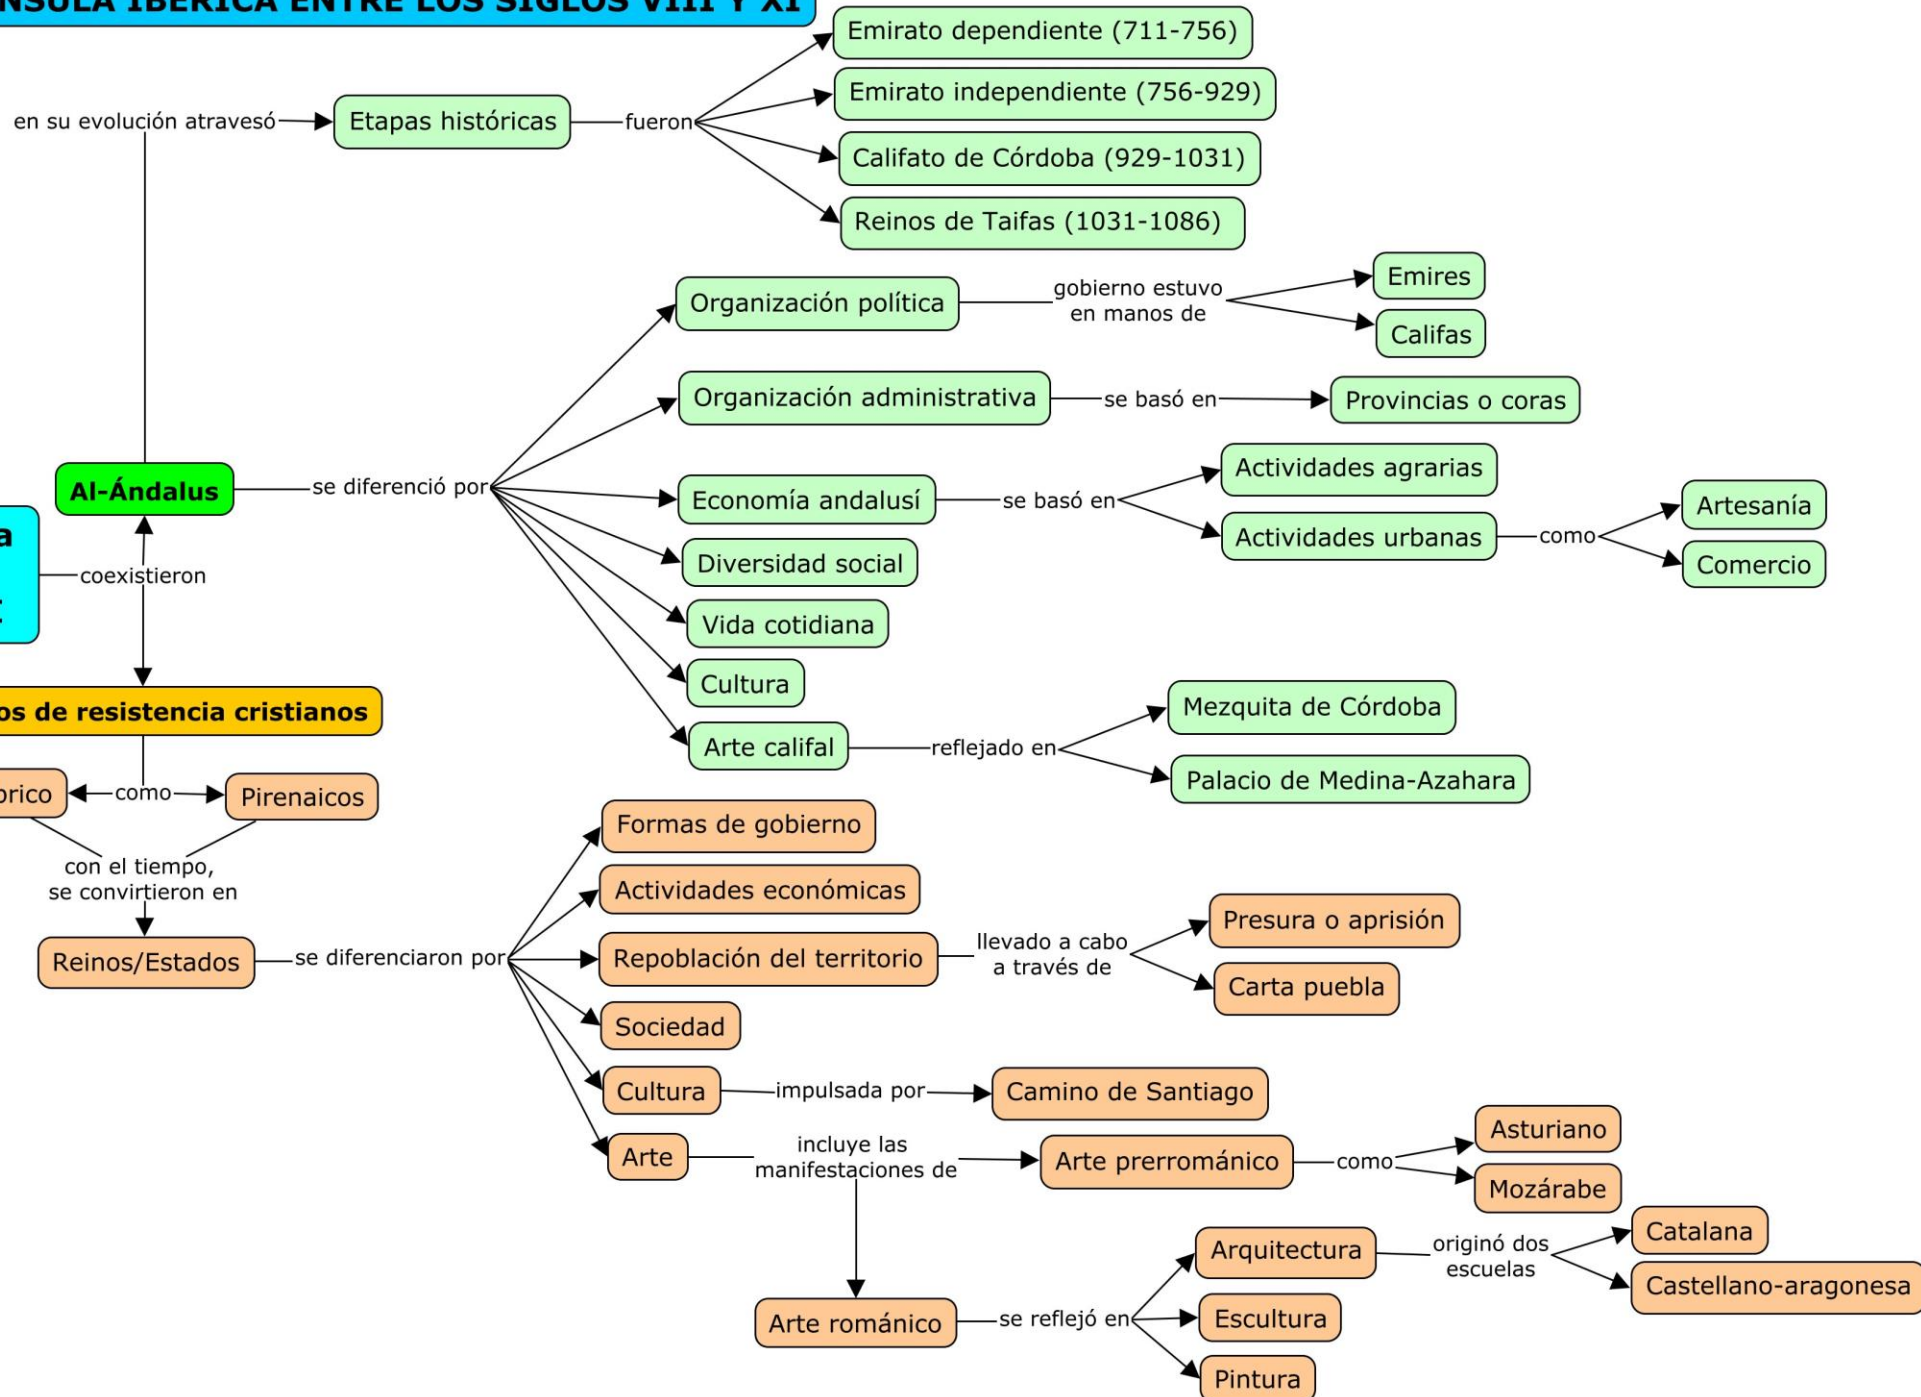 NSULA IBÉRICA ENTRE LOS SIGLOS VIII Y XI
Emirato dependiente (711-756)
Emirato independiente (756-929)
en su evolución atravesó
Etapas históricas
fueron
Califato de Córdoba (929-1031)
Reinos de Taifas (1031-1086)
Organización política
gobierno estuvo
en manos de
Emires
Califas
Organización administrativa
se basó en
Provincias o coras
Al-Ándalus
se diferenció por
Economía andalusí
se basó en
Actividades agrarias
Actividades urbanas
como
Artesanía
Comercio
a
coexistieron
Diversidad social
Vida cotidiana
Cultura
Arte califal
reflejado en
Mezquita de Córdoba
Palacio de Medina-Azahara
os de resistencia cristianos
brico
como
Pirenaicos
con el tiempo,
se convirtieron en
Reinos/Estados
se diferenciaron por
Formas de gobierno
Actividades económicas
Repoblación del territorio
llevado a cabo
a través de
Presura o aprisión
Carta puebla
Sociedad
Cultura
impulsada por
Camino de Santiago
Arte
incluye las
manifestaciones de
Arte prerrománico
como
Asturiano
Mozárabe
Arte románico
se reflejó en
Arquitectura
originó dos
escuelas
Catalana
Castellano-aragonesa
Escultura
Pintura